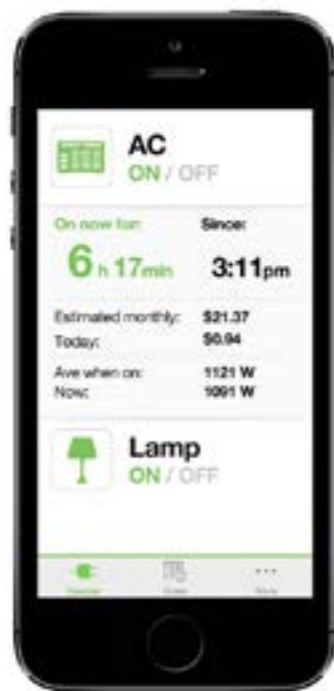 AC
ON / OFF
On now for: Since:
6 h 17min 3:11pm
Estimated monthly: $21.37
Today: $0.94
Ave when on: 1121 W
Now: 1091 W
Lamp
ON / OFF